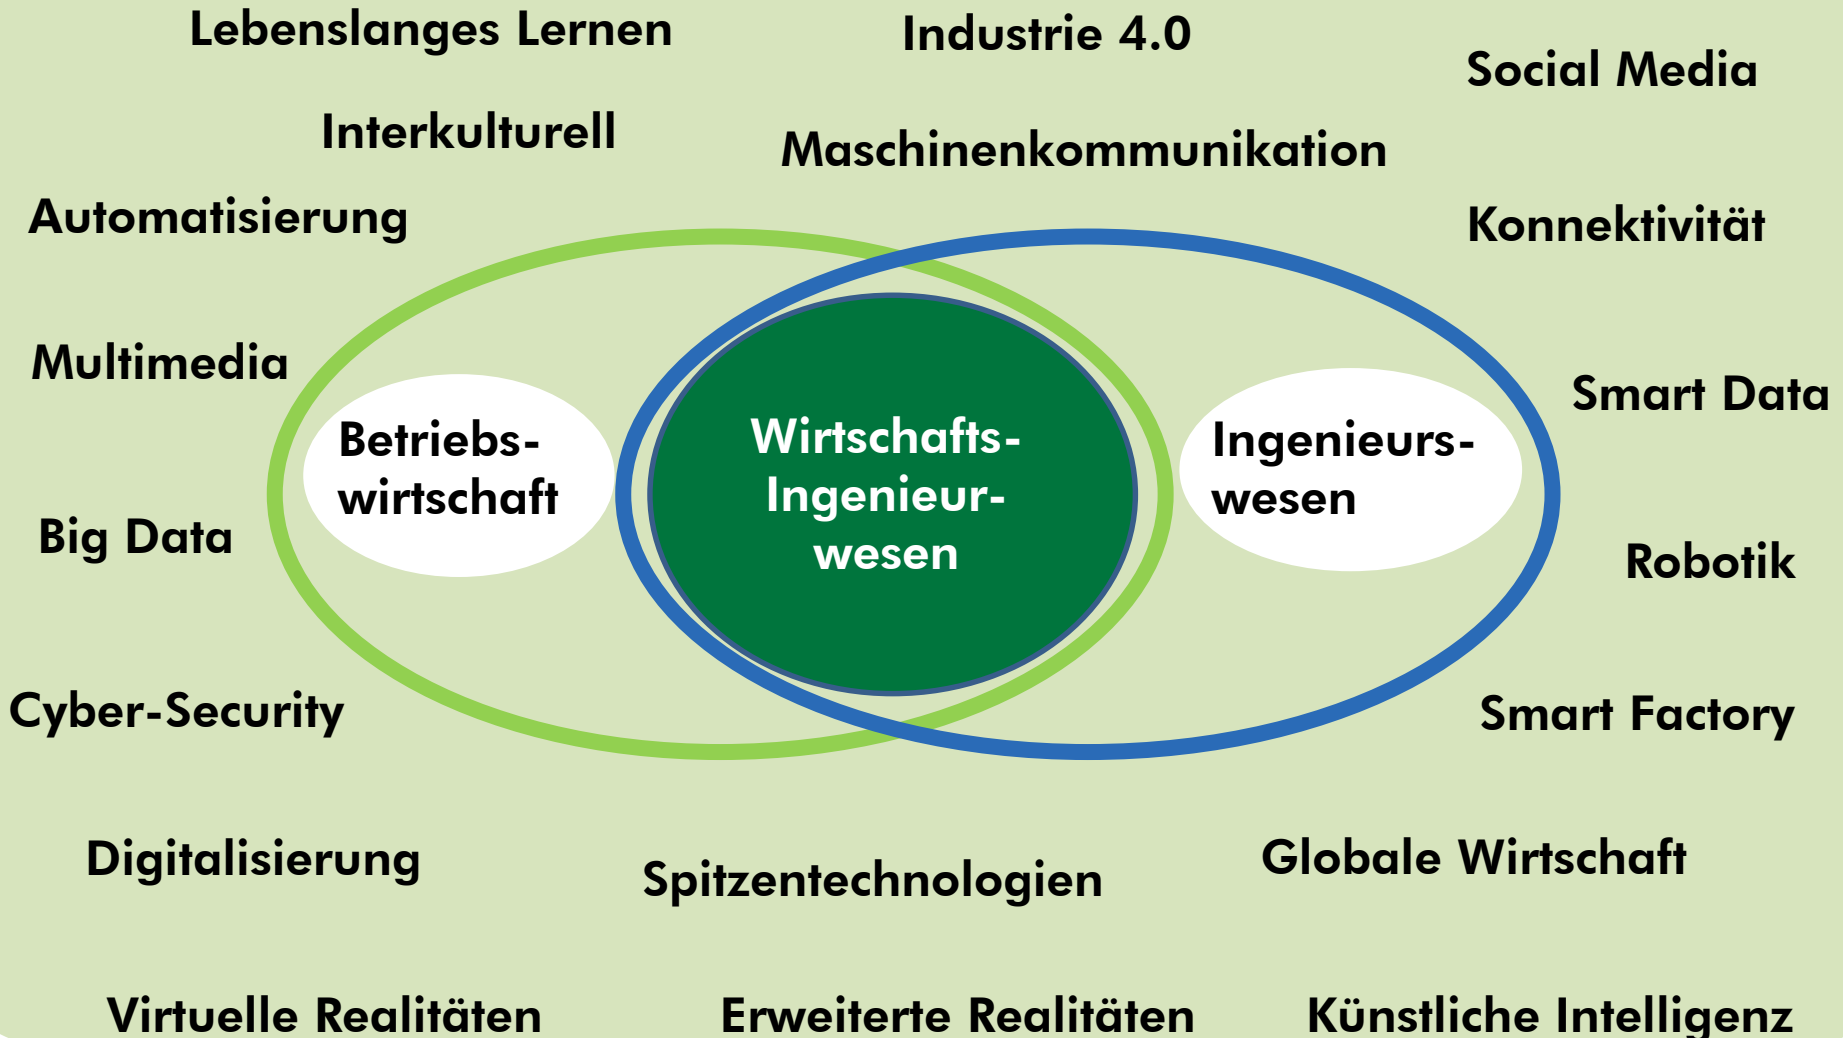 Lebenslanges Lernen
Industrie 4.0
Social Media
Interkulturell
Maschinenkommunikation
Automatisierung
Konnektivität
Multimedia
Smart Data
Betriebs-
wirtschaft
Wirtschafts-
Ingenieur-
wesen
Ingenieurs-
wesen
Big Data
Robotik
Cyber-Security
Smart Factory
Digitalisierung
Spitzentechnologien
Globale Wirtschaft
Virtuelle Realitäten
Erweiterte Realitäten
Künstliche Intelligenz